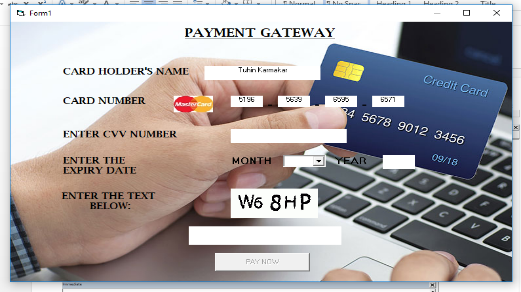 Form1
PAYMENT GATEWAY
CARD HOLDER'S NAME Tuhin Karmakar
CARD NUMBER MasterCard 5196 - 5639 - 6595 - 6571
Credit Card
34 5678 9012 3456
09/18
ENTER CVV NUMBER
ENTER THE EXPIRY DATE MONTH YEAR
ENTER THE TEXT BELOW:
W6 8HP
PAY NOW